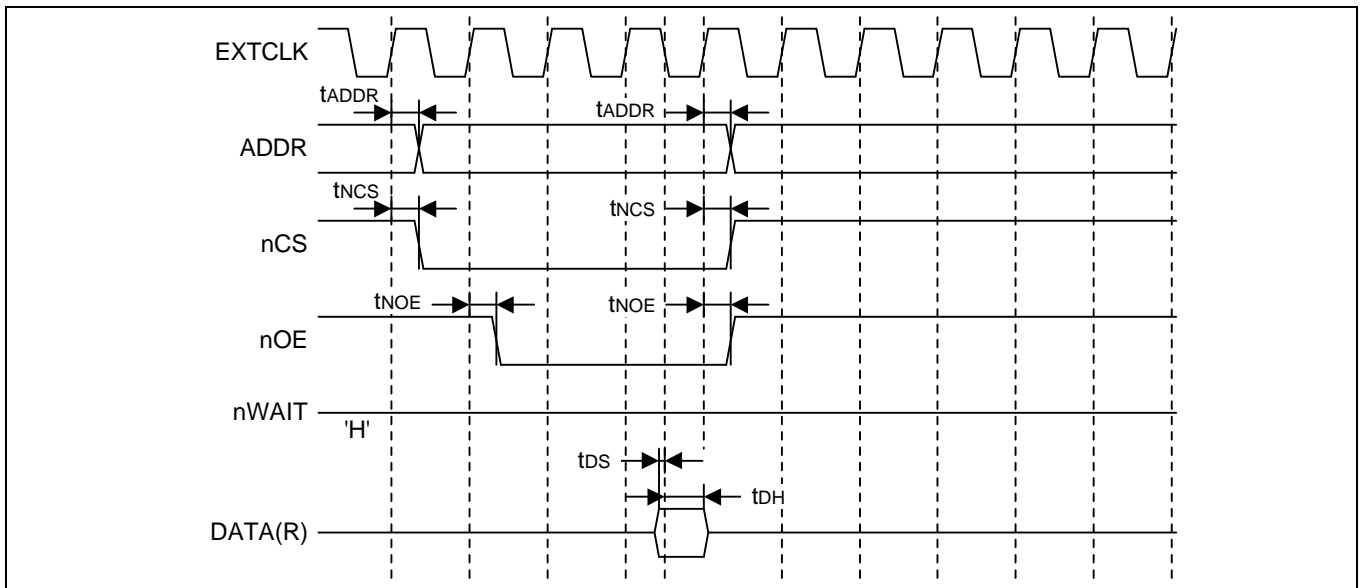 EXTCLK
tADDR
tADDR
ADDR
tNCS
tNCS
nCS
tNOE
tNOE
nOE
nWAIT
'H'
tDS
tDH
DATA(R)